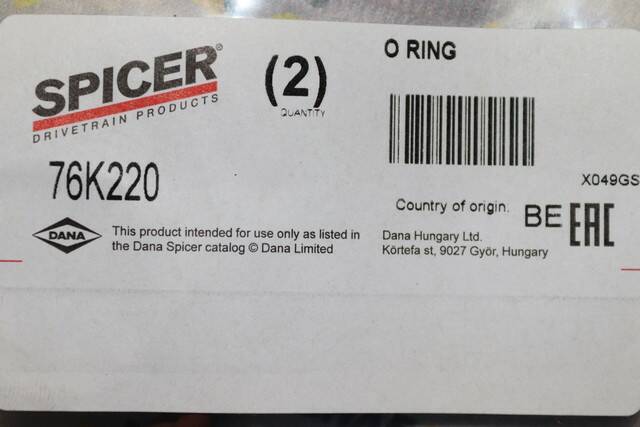 SPICER®
DRIVETRAIN PRODUCTS
(2)
QUANTITY
O RING
76K220
X049GS
Country of origin: BE
EAC
DANA
This product intended for use only as listed in
the Dana Spicer catalog © Dana Limited
Dana Hungary Ltd.
Körtefa st, 9027 Györ, Hungary